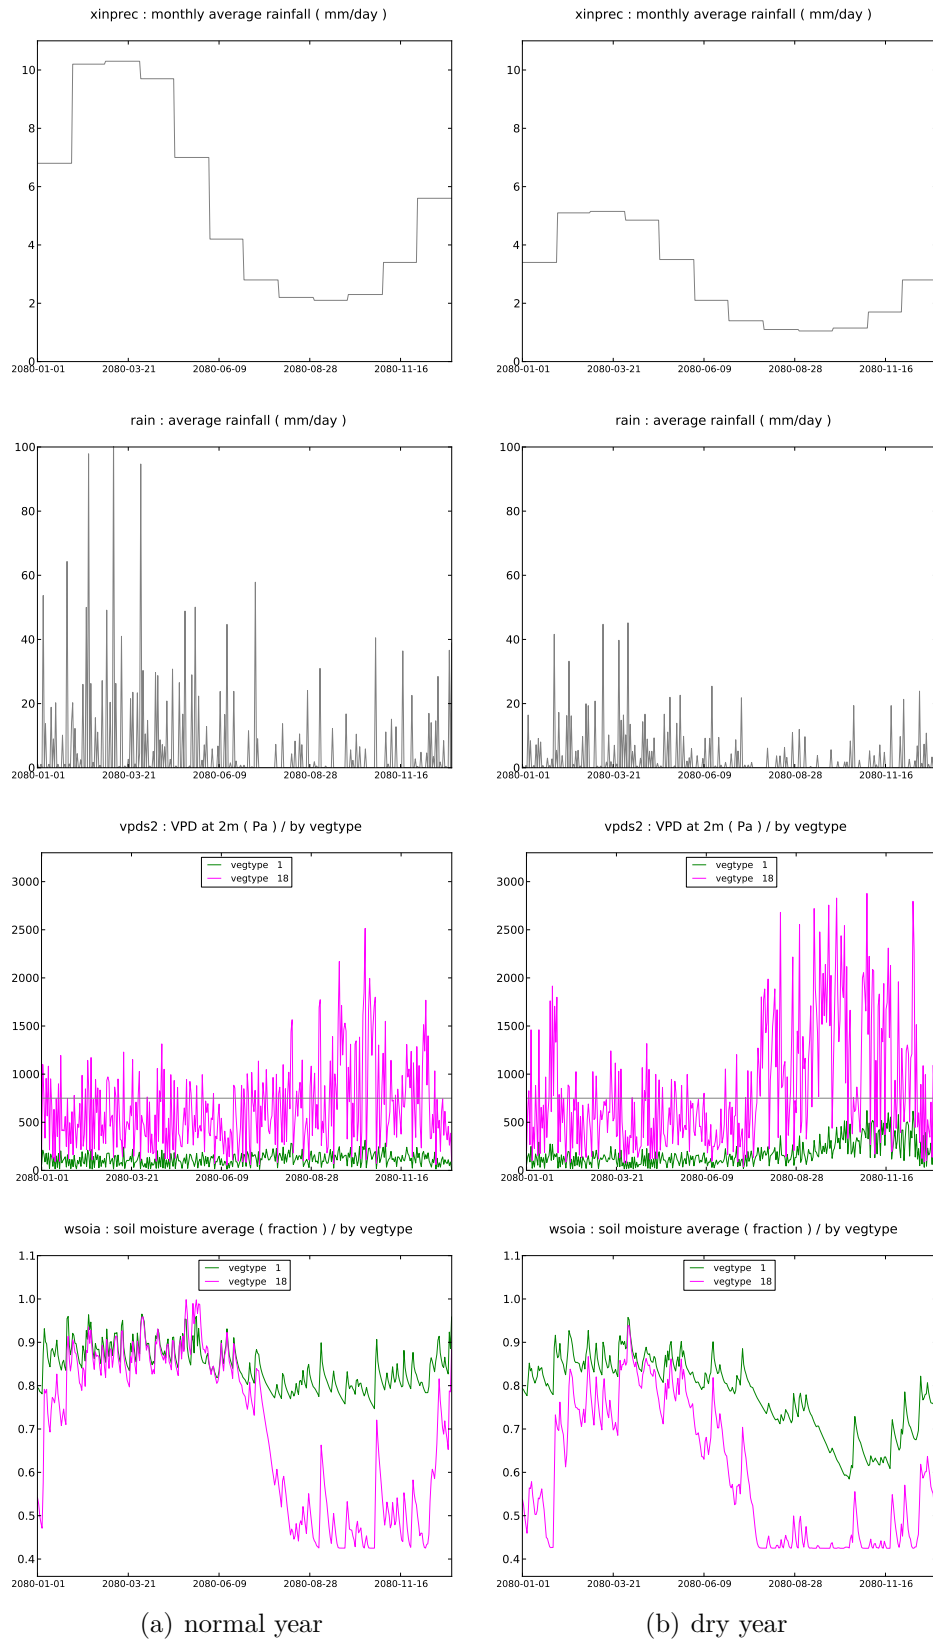 xinprec : monthly average rainfall ( mm/day )
10
8
6
4
2
0
2080-01-01 2080-03-21 2080-06-09 2080-08-28 2080-11-16
xinprec : monthly average rainfall ( mm/day )
10
8
6
4
2
0
2080-01-01 2080-03-21 2080-06-09 2080-08-28 2080-11-16
rain : average rainfall ( mm/day )
100
80
60
40
20
0
2080-01-01 2080-03-21 2080-06-09 2080-08-28 2080-11-16
rain : average rainfall ( mm/day )
100
80
60
40
20
0
2080-01-01 2080-03-21 2080-06-09 2080-08-28 2080-11-16
vpds2 : VPD at 2m ( Pa ) / by vegtype
vegtype 1
vegtype 18
3000
2500
2000
1500
1000
500
0
2080-01-01 2080-03-21 2080-06-09 2080-08-28 2080-11-16
vpds2 : VPD at 2m ( Pa ) / by vegtype
vegtype 1
vegtype 18
3000
2500
2000
1500
1000
500
0
2080-01-01 2080-03-21 2080-06-09 2080-08-28 2080-11-16
wsoia : soil moisture average ( fraction ) / by vegtype
vegtype 1
vegtype 18
1.1
1.0
0.9
0.8
0.7
0.6
0.5
0.4
2080-01-01 2080-03-21 2080-06-09 2080-08-28 2080-11-16
wsoia : soil moisture average ( fraction ) / by vegtype
vegtype 1
vegtype 18
1.1
1.0
0.9
0.8
0.7
0.6
0.5
0.4
2080-01-01 2080-03-21 2080-06-09 2080-08-28 2080-11-16
(a) normal year
(b) dry year